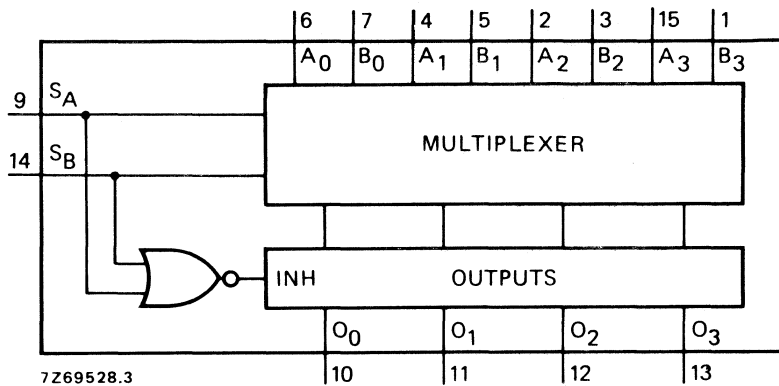 6 7 4 5 2 3 15 1
A0 B0 A1 B1 A2 B2 A3 B3
9 SA
MULTIPLEXER
14 SB
INH OUTPUTS
O0 O1 O2 O3
7Z69528.3 10 11 12 13